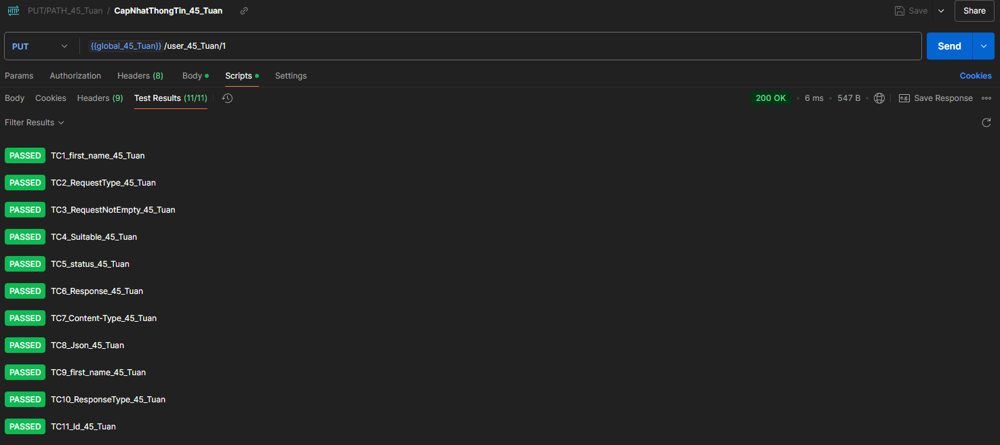 HTTP PUT/PATH_45_Tuan / CapNhatThongTin_45_Tuan Save Share
PUT {{global_45_Tuan}} /user_45_Tuan/1 Send
Params Authorization Headers (8) Body Scripts Settings Cookies
Body Cookies Headers (9) Test Results (11/11) 200 OK • 6 ms • 547 B • e.g. Save Response
Filter Results
PASSED TC1_first_name_45_Tuan
PASSED TC2_RequestType_45_Tuan
PASSED TC3_RequestNotEmpty_45_Tuan
PASSED TC4_Suitable_45_Tuan
PASSED TC5_status_45_Tuan
PASSED TC6_Response_45_Tuan
PASSED TC7_Content-Type_45_Tuan
PASSED TC8_Json_45_Tuan
PASSED TC9_first_name_45_Tuan
PASSED TC10_ResponseType_45_Tuan
PASSED TC11_Id_45_Tuan